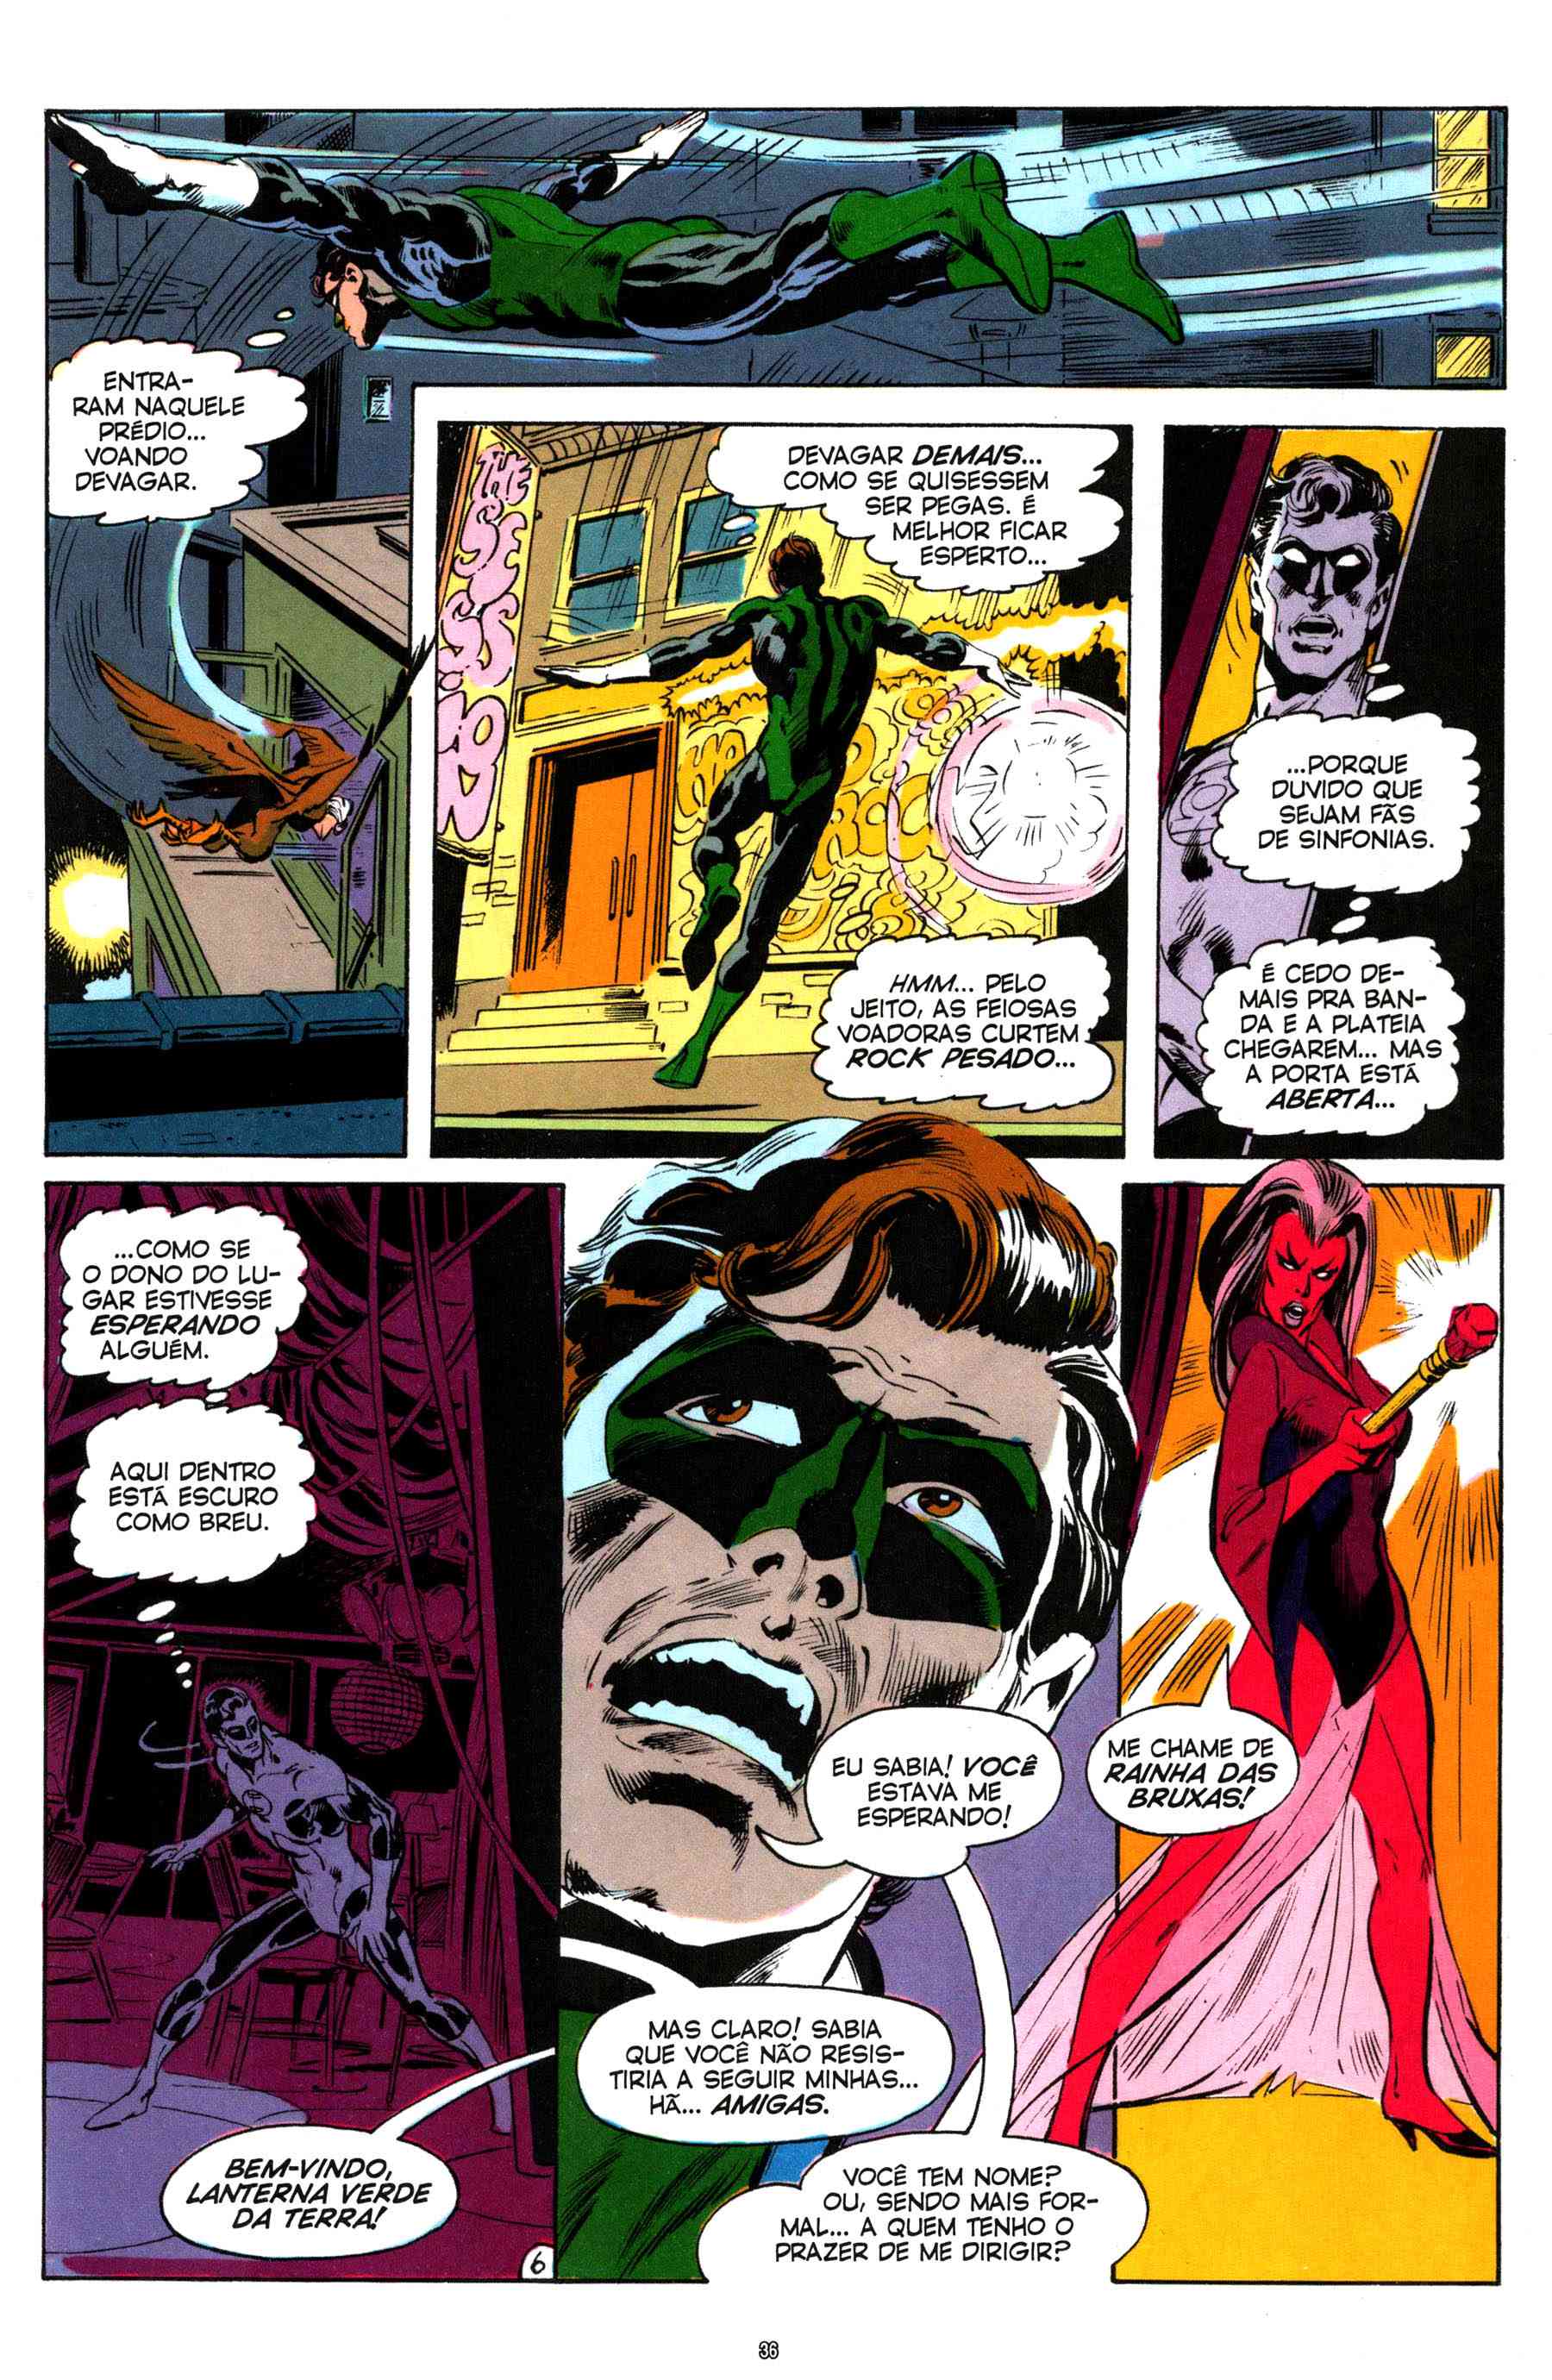 ENTRA-
RAM NAQUELE
PRÉDIO...
VOANDO
DEVAGAR.
DEVAGAR DEMAIS...
COMO SE QUISESSEM
SER PEGAS. É
MELHOR FICAR
ESPERTO...
THE
HMM... PELO
JEITO, AS FEIOSAS
VOADORAS CURTEM
ROCK PESADO...
...PORQUE
DUVIDO QUE
SEJAM FÃS
DE SINFONIAS.
É CEDO DE-
MAIS PRA BAN-
DA E A PLATEIA
CHEGAREM... MAS
A PORTA ESTÁ
ABERTA...
...COMO SE
O DONO DO LU-
GAR ESTIVESSE
ESPERANDO
ALGUÉM.
AQUI DENTRO
ESTÁ ESCURO
COMO BREU.
BEM-VINDO,
LANTERNA VERDE
DA TERRA!
6
EU SABIA! VOCÊ
ESTAVA ME
ESPERANDO!
MAS CLARO! SABIA
QUE VOCÊ NÃO RESIS-
TIRIA A SEGUIR MINHAS...
HÃ... AMIGAS.
VOCÊ TEM NOME?
OU, SENDO MAIS FOR-
MAL... A QUEM TENHO O
PRAZER DE ME DIRIGIR?
ME CHAME DE
RAINHA DAS
BRUXAS!
36